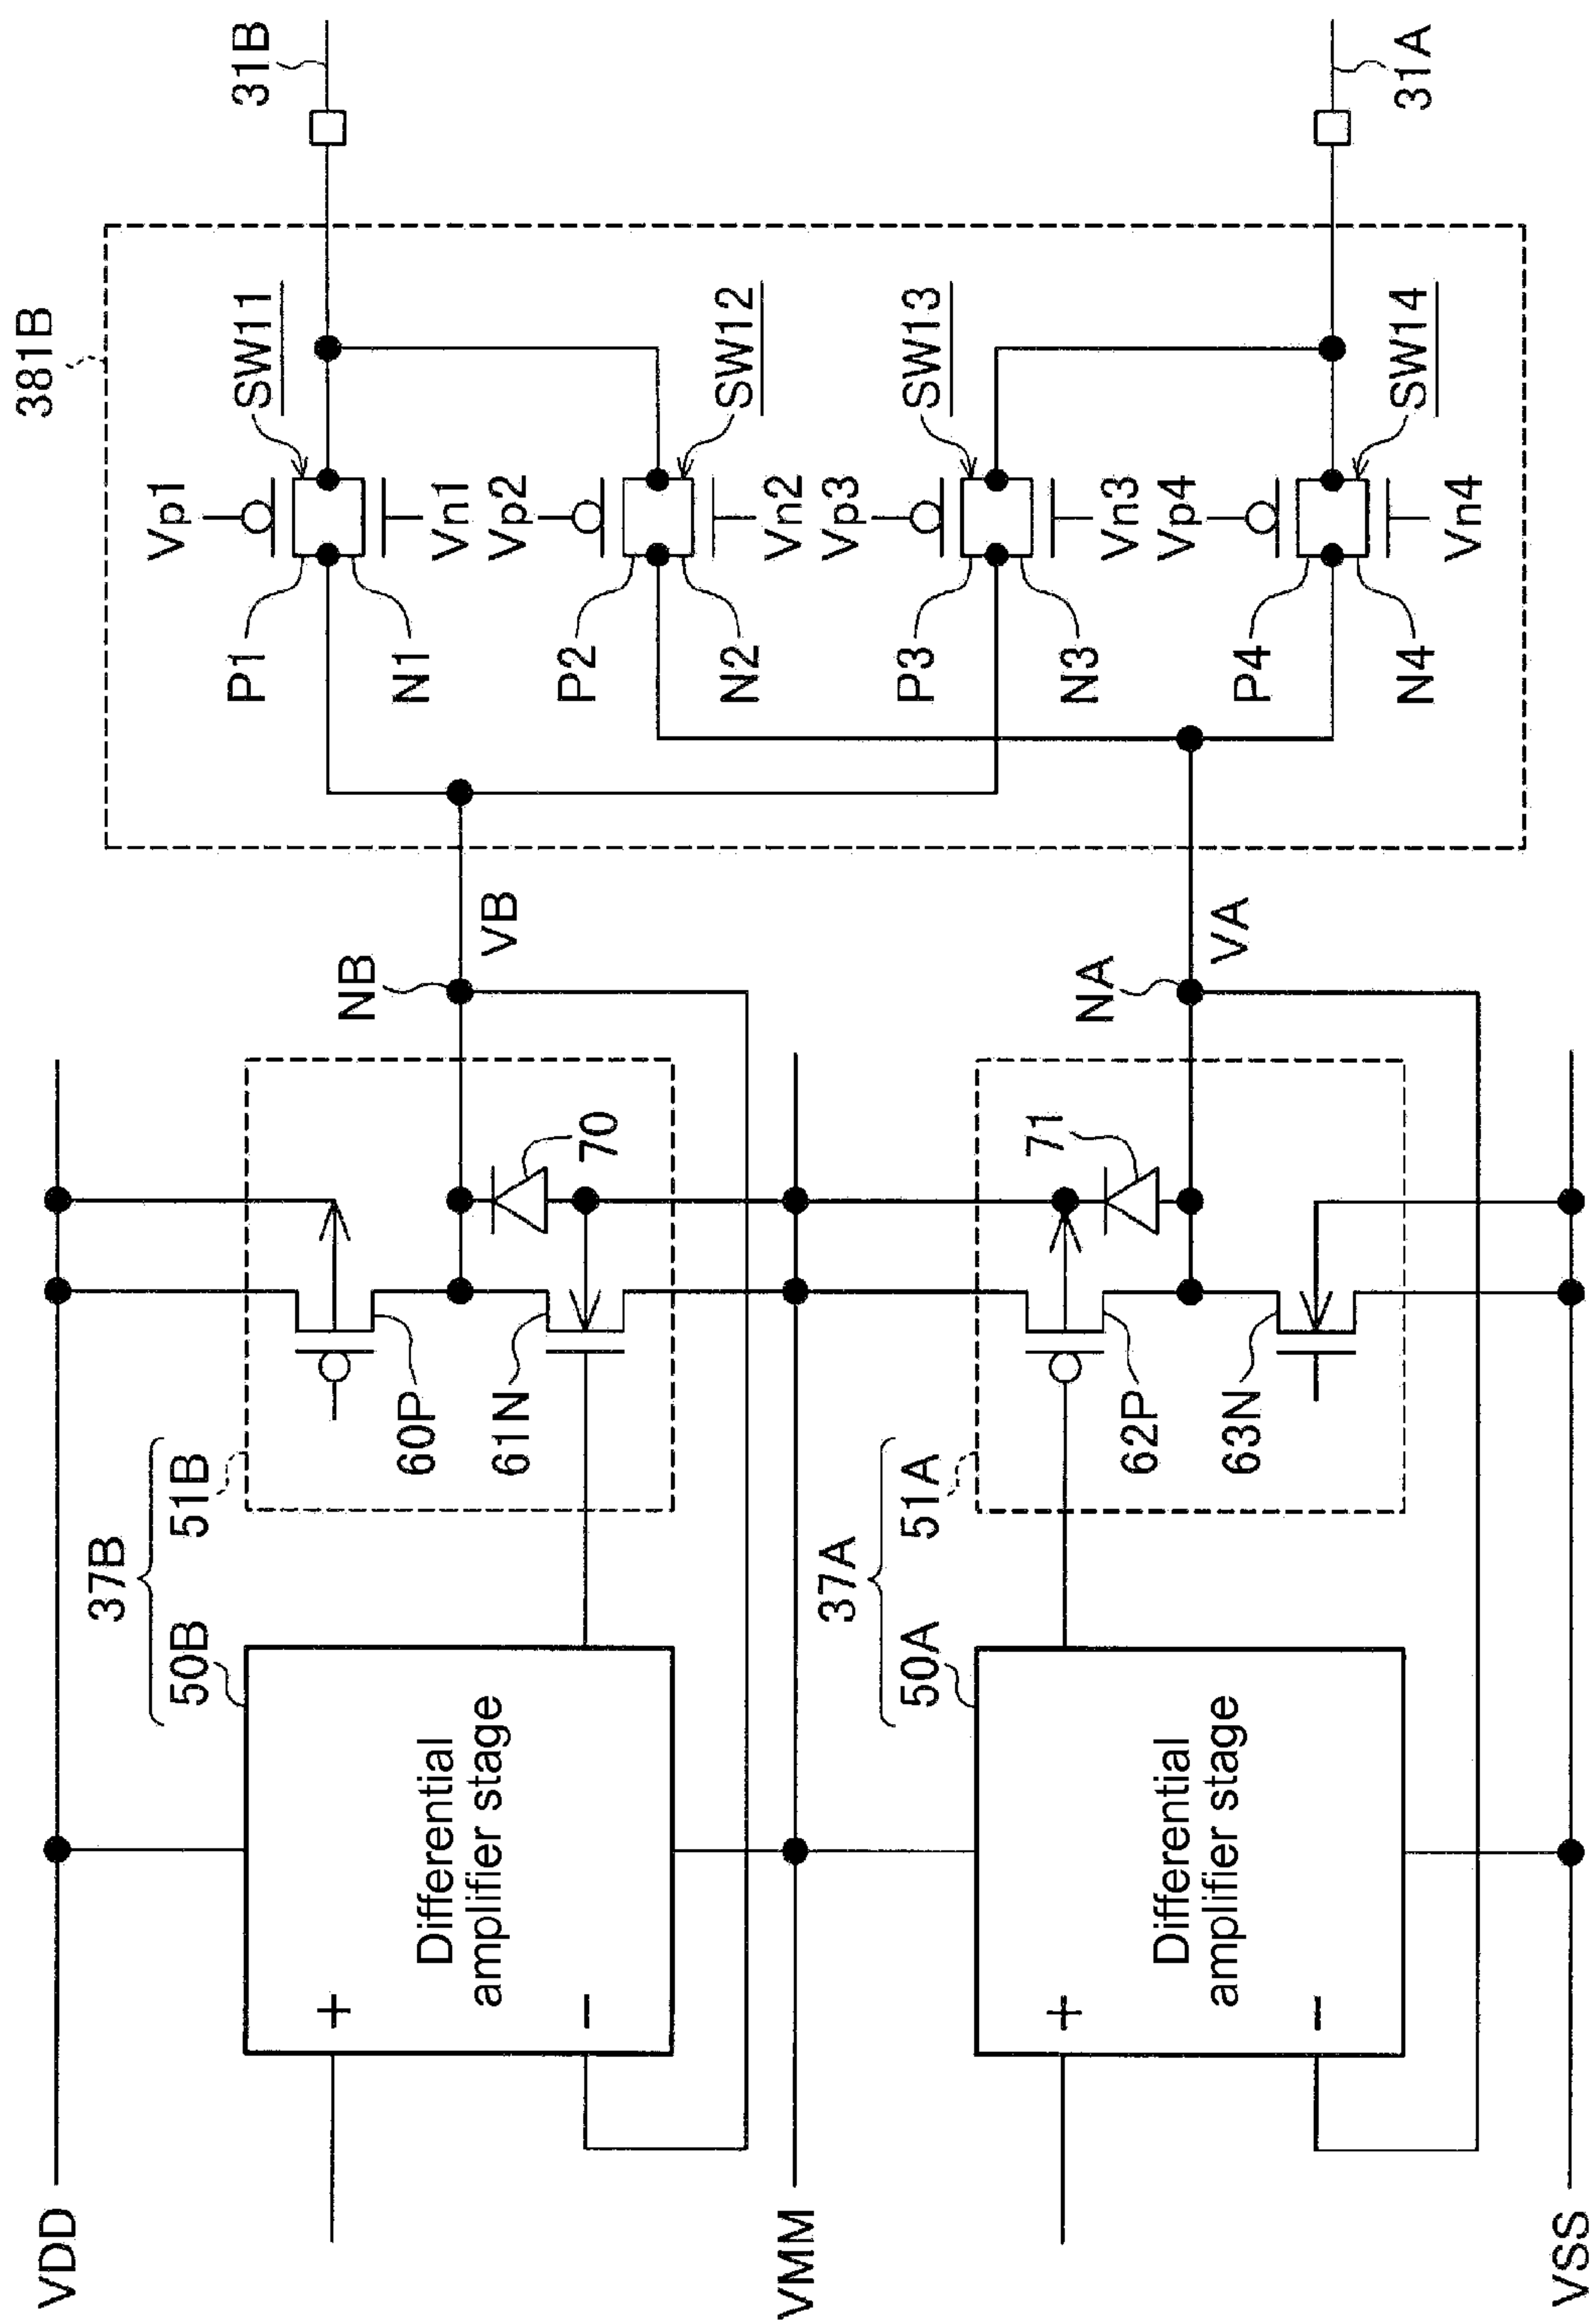 VDD
VMM
VSS
37B
50B
51B
Differential
amplifier stage
+
−
60P
61N
70
NB
VB
37A
50A
51A
Differential
amplifier stage
+
−
62P
63N
71
NA
VA
381B
P1
N1
Vp1
Vn1
SW11
P2
N2
Vp2
Vn2
SW12
P3
N3
Vp3
Vn3
SW13
P4
N4
Vp4
Vn4
SW14
31B
31A